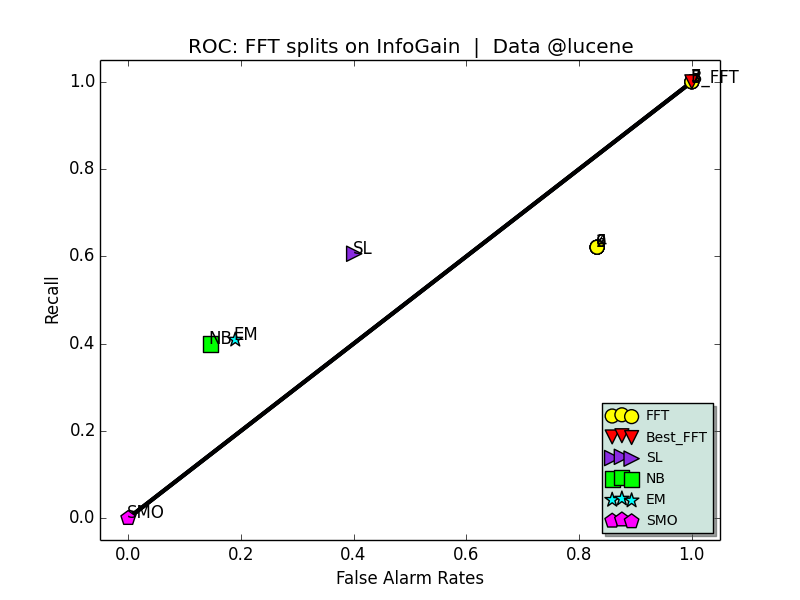 ROC: FFT splits on InfoGain | Data @lucene
_FFT
1.0
0.8
0.6
0.4
0.2
0.0
Recall
SL
NB
EM
SMO
0.0 0.2 0.4 0.6 0.8 1.0
False Alarm Rates
FFT
Best_FFT
SL
NB
EM
SMO